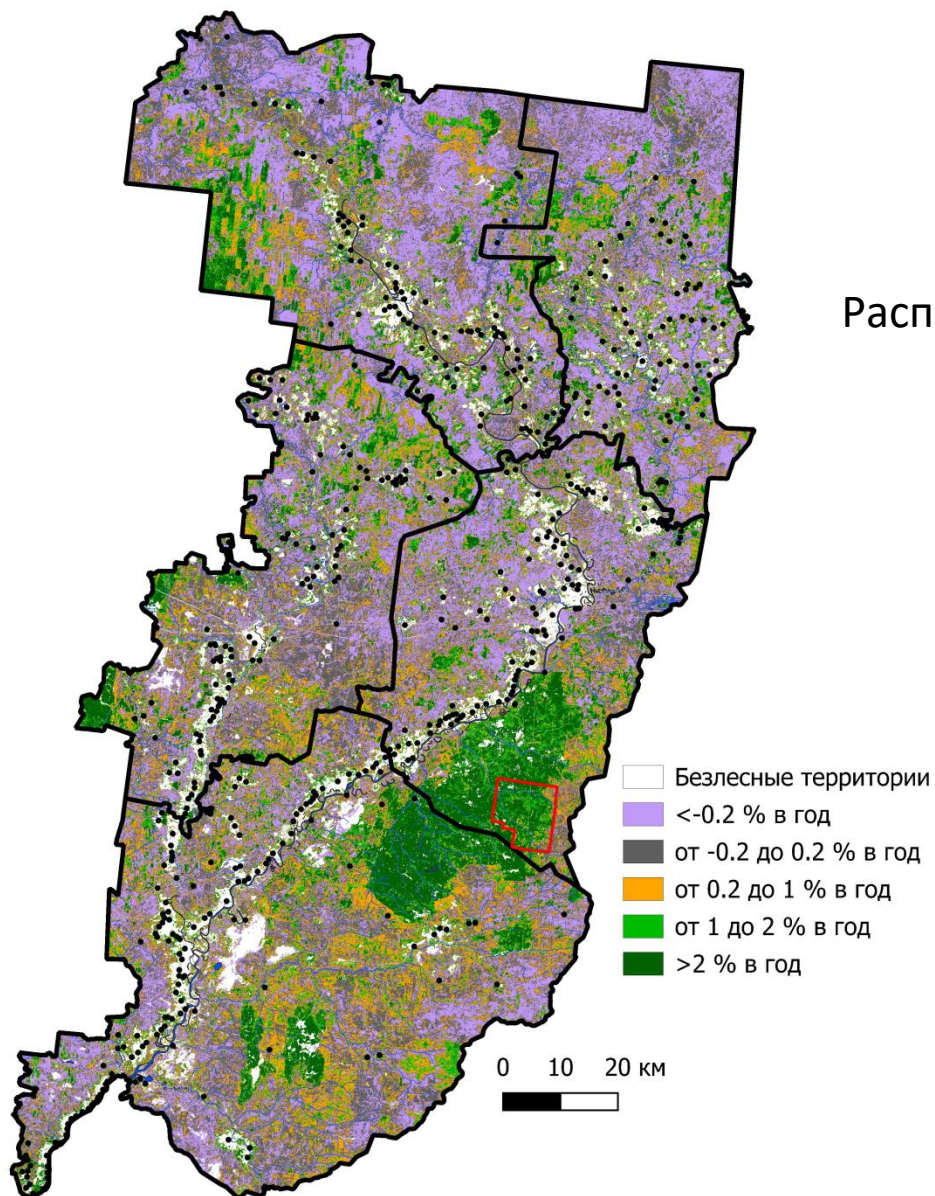 Расп
Безлесные территории
<-0.2 % в год
от -0.2 до 0.2 % в год
от 0.2 до 1 % в год
от 1 до 2 % в год
>2 % в год
0 10 20 км